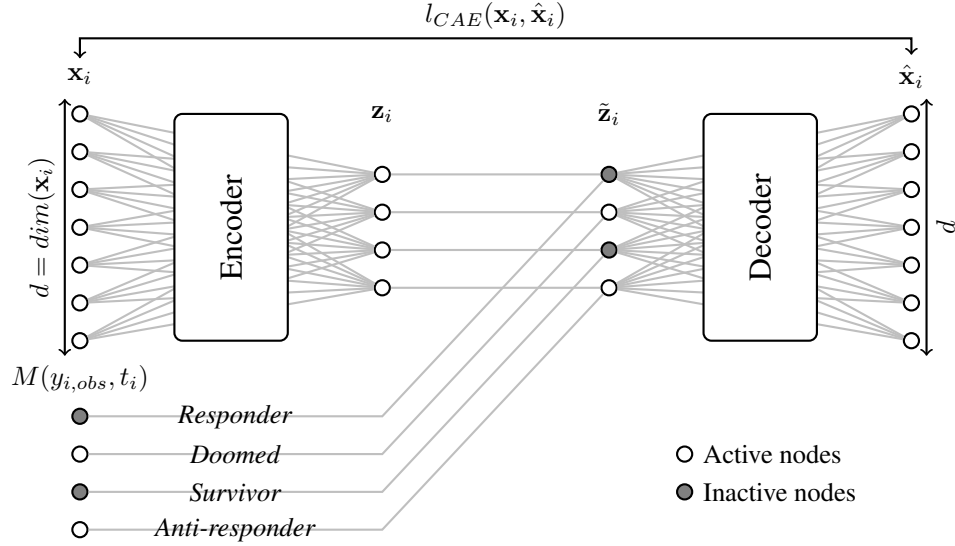 l_{CAE}(𝐱_i, 𝐱̂_i)
𝐱_i
𝐱̂_i
𝐳_i
𝐳̃_i
d = dim(𝐱_i)
Encoder
Decoder
d
M(y_{i,obs}, t_i)
Responder
Doomed
Survivor
Anti-responder
Active nodes
Inactive nodes